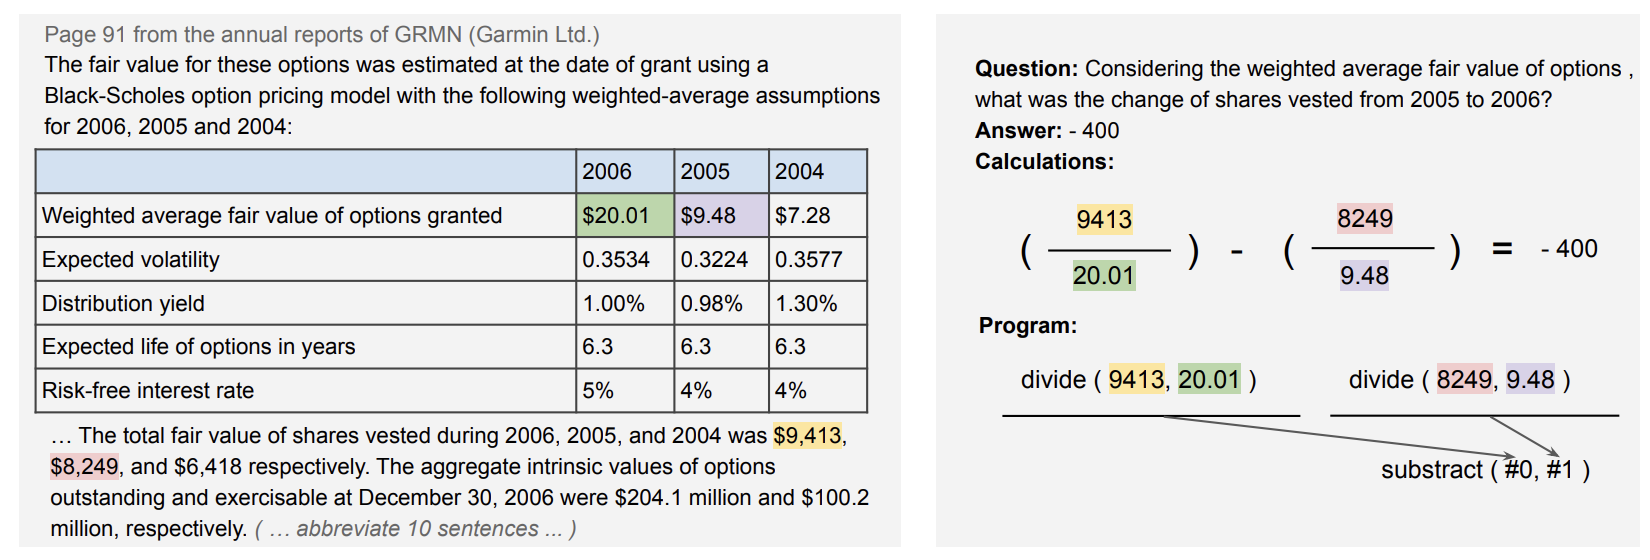 Page 91 from the annual reports of GRMN (Garmin Ltd.)
The fair value for these options was estimated at the date of grant using a
Black-Scholes option pricing model with the following weighted-average assumptions
for 2006, 2005 and 2004:
2006 2005 2004
Weighted average fair value of options granted $20.01 $9.48 $7.28
Expected volatility 0.3534 0.3224 0.3577
Distribution yield 1.00% 0.98% 1.30%
Expected life of options in years 6.3 6.3 6.3
Risk-free interest rate 5% 4% 4%
... The total fair value of shares vested during 2006, 2005, and 2004 was $9,413,
$8,249, and $6,418 respectively. The aggregate intrinsic values of options
outstanding and exercisable at December 30, 2006 were $204.1 million and $100.2
million, respectively. ( ... abbreviate 10 sentences ... )
Question: Considering the weighted average fair value of options ,
what was the change of shares vested from 2005 to 2006?
Answer: - 400
Calculations:
9413 8249
( ) - ( ) = - 400
20.01 9.48
Program:
divide ( 9413, 20.01 ) divide ( 8249, 9.48 )
substract ( #0, #1 )